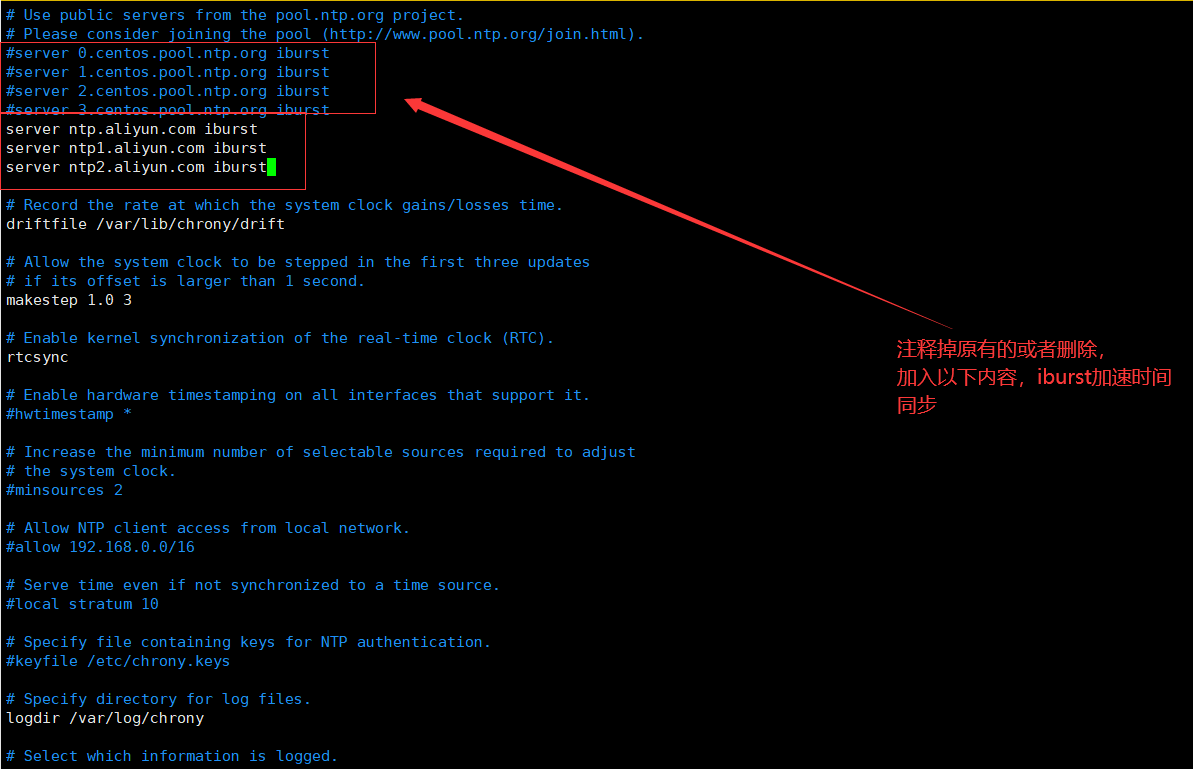 # Use public servers from the pool.ntp.org project.
# Please consider joining the pool (http://www.pool.ntp.org/join.html).
#server 0.centos.pool.ntp.org iburst
#server 1.centos.pool.ntp.org iburst
#server 2.centos.pool.ntp.org iburst
#server 3.centos.pool.ntp.org iburst
server ntp.aliyun.com iburst
server ntp1.aliyun.com iburst
server ntp2.aliyun.com iburst
# Record the rate at which the system clock gains/losses time.
driftfile /var/lib/chrony/drift
# Allow the system clock to be stepped in the first three updates
# if its offset is larger than 1 second.
makestep 1.0 3
# Enable kernel synchronization of the real-time clock (RTC).
rtcsync
# Enable hardware timestamping on all interfaces that support it.
#hwtimestamp *
# Increase the minimum number of selectable sources required to adjust
# the system clock.
#minsources 2
# Allow NTP client access from local network.
#allow 192.168.0.0/16
# Serve time even if not synchronized to a time source.
#local stratum 10
# Specify file containing keys for NTP authentication.
#keyfile /etc/chrony.keys
# Specify directory for log files.
logdir /var/log/chrony
# Select which information is logged.
注释掉原有的或者删除，
加入以下内容，iburst加速时间
同步